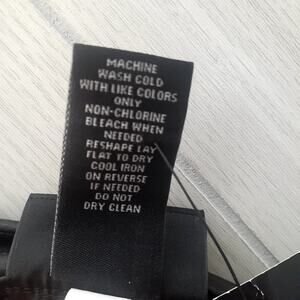 MACHINE
WASH COLD
WITH LIKE COLORS
ONLY
NON-CHLORINE
BLEACH WHEN
NEEDED
RESHAPE LAY
FLAT TO DRY
COOL IRON
ON REVERSE
IF NEEDED
DO NOT
DRY CLEAN